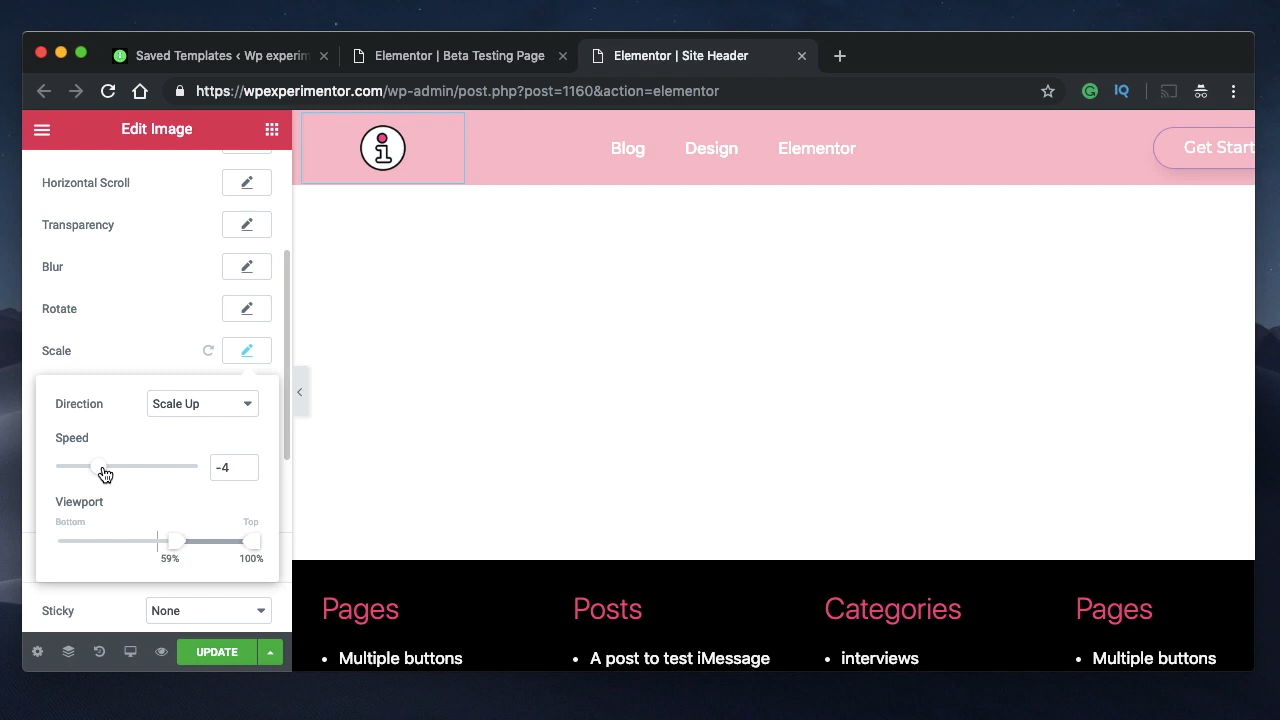 Saved Templates ‹ Wp experim
Elementor | Beta Testing Page
Elementor | Site Header
https://wpexperimentor.com/wp-admin/post.php?post=1160&action=elementor
IQ
Edit Image
Blog
Design
Elementor
Get Start
Horizontal Scroll
Transparency
Blur
Rotate
Scale
Direction
Scale Up
Speed
-4
Viewport
Bottom
Top
59%
100%
Sticky
None
UPDATE
Pages
Posts
Categories
Pages
• Multiple buttons
• A post to test iMessage
• interviews
• Multiple buttons